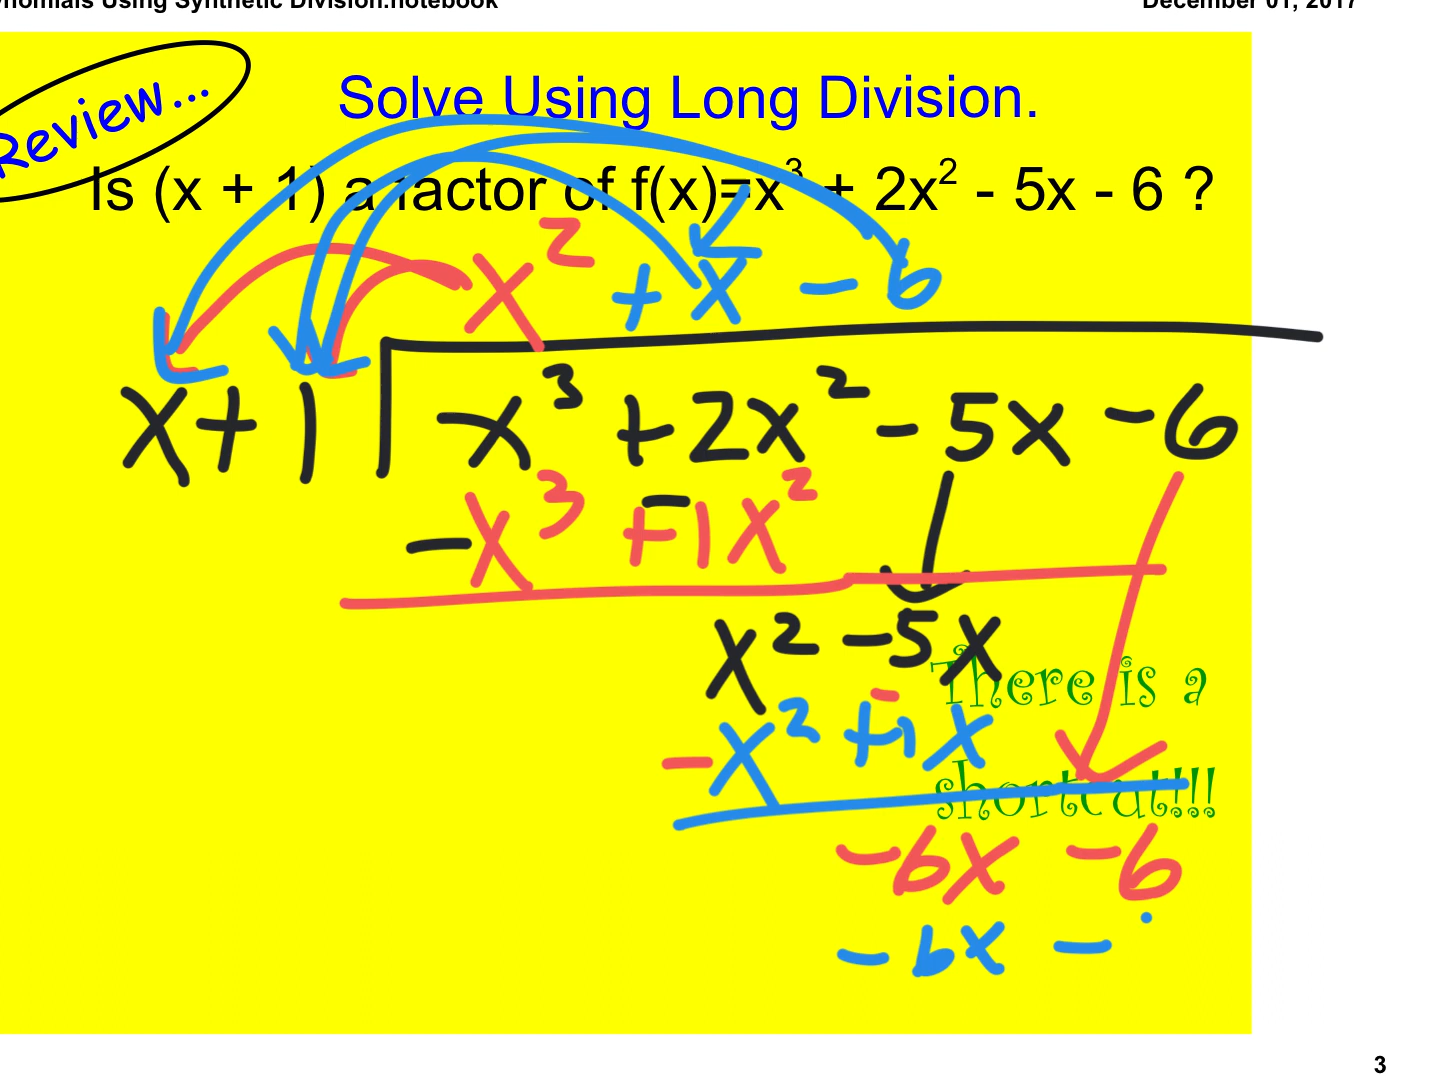 nomials Using Synthetic Division.notebook December 01, 2017
Review...
Solve Using Long Division.
Is (x + 1) a factor of f(x)=x³ + 2x² - 5x - 6 ?
x² + x - 6
x+1 x³ + 2x² - 5x - 6
- x³ + - 1x²
x² - 5x
There is a
- x² + - 1x
shortcut!!!
-6x -6
-6x -
3